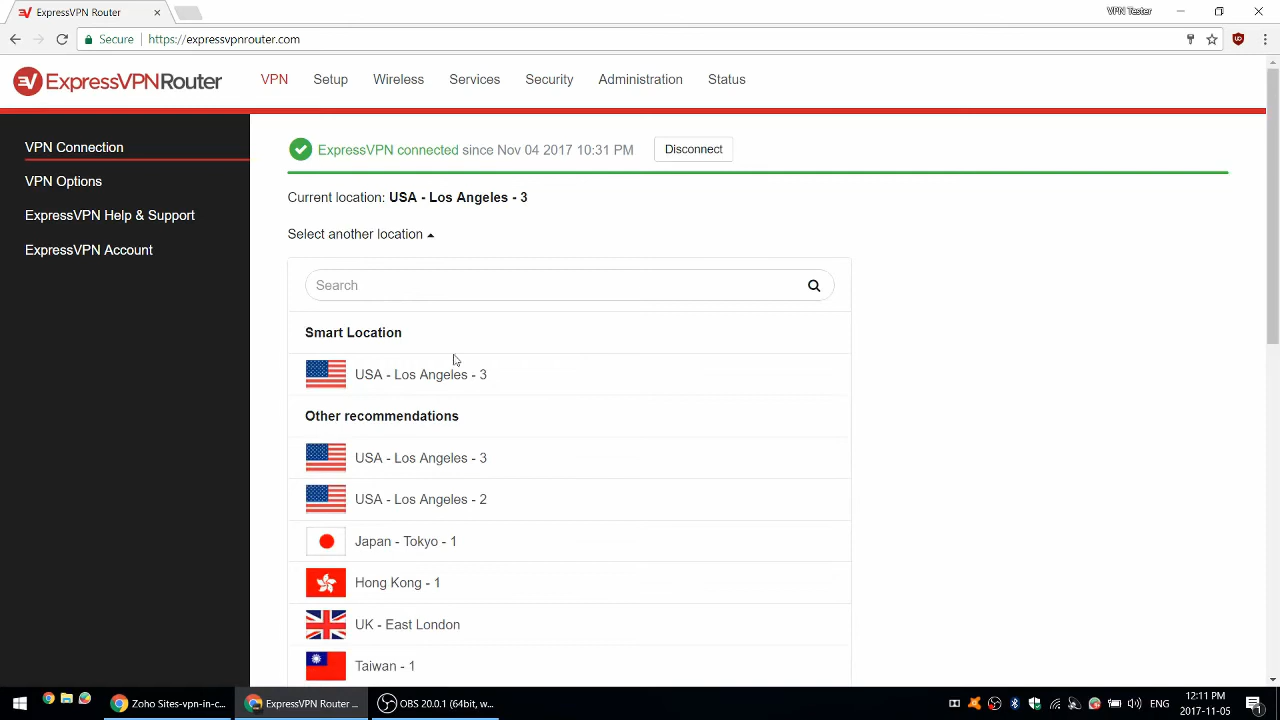 ExpressVPN Router
VPN Tester
Secure
https://expressvpnrouter.com
ExpressVPNRouter
VPN
Setup
Wireless
Services
Security
Administration
Status
VPN Connection
VPN Options
ExpressVPN Help & Support
ExpressVPN Account
ExpressVPN connected since Nov 04 2017 10:31 PM
Disconnect
Current location: USA - Los Angeles - 3
Select another location
Search
Smart Location
USA - Los Angeles - 3
Other recommendations
USA - Los Angeles - 3
USA - Los Angeles - 2
Japan - Tokyo - 1
Hong Kong - 1
UK - East London
Taiwan - 1
Zoho Sites-vpn-in-c...
ExpressVPN Router ...
OBS 20.0.1 (64bit, w...
ENG
12:11 PM
2017-11-05